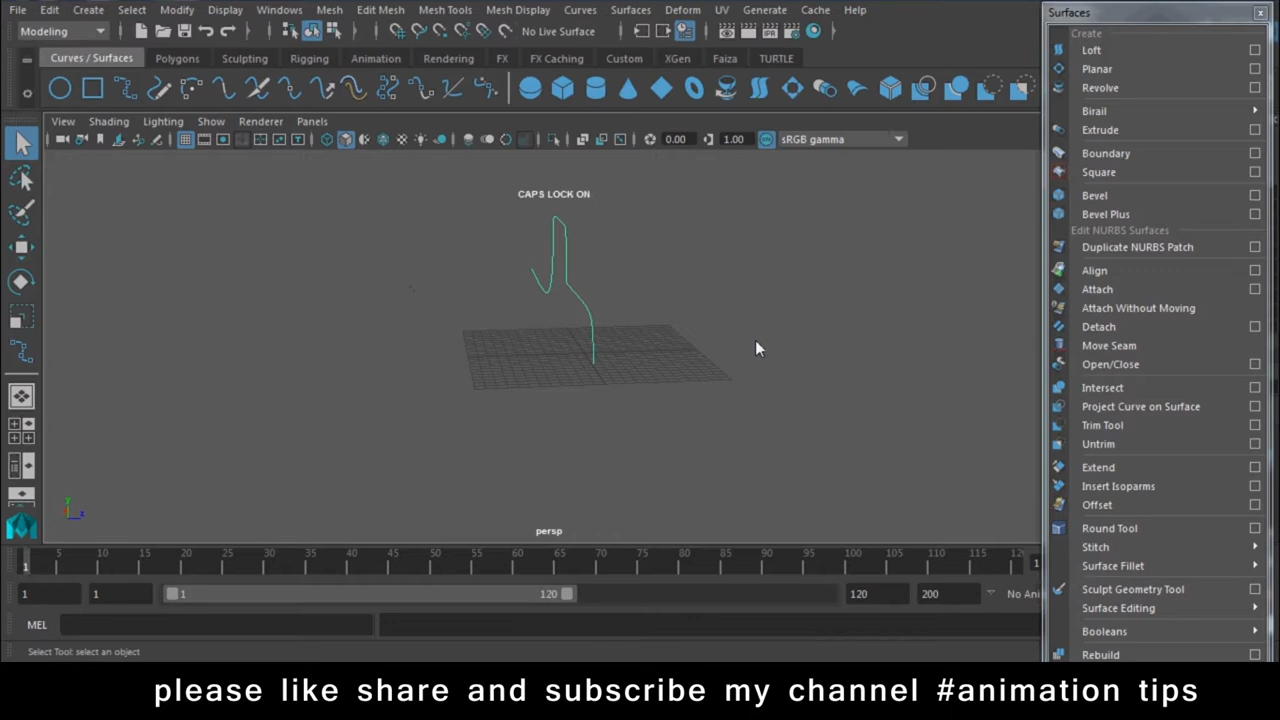 File Edit Create Select Modify Display Windows Mesh Edit Mesh Mesh Tools Mesh Display Curves Surfaces Deform UV Generate Cache Help
Modeling No Live Surface
Curves / Surfaces Polygons Sculpting Rigging Animation Rendering FX FX Caching Custom XGen Faiza TURTLE
View Shading Lighting Show Renderer Panels
0.00 1.00 sRGB gamma
CAPS LOCK ON
y
z
persp
5 10 15 20 25 30 35 40 45 50 55 60 65 70 75 80 85 90 95 100 105 110 115 12
1 1
1 1 1 120 120 200 No Ani
MEL
Select Tool: select an object
Surfaces x
Create
Loft
Planar
Revolve
Birail
Extrude
Boundary
Square
Bevel
Bevel Plus
Edit NURBS Surfaces
Duplicate NURBS Patch
Align
Attach
Attach Without Moving
Detach
Move Seam
Open/Close
Intersect
Project Curve on Surface
Trim Tool
Untrim
Extend
Insert Isoparms
Offset
Round Tool
Stitch
Surface Fillet
Sculpt Geometry Tool
Surface Editing
Booleans
Rebuild
please like share and subscribe my channel #animation tips